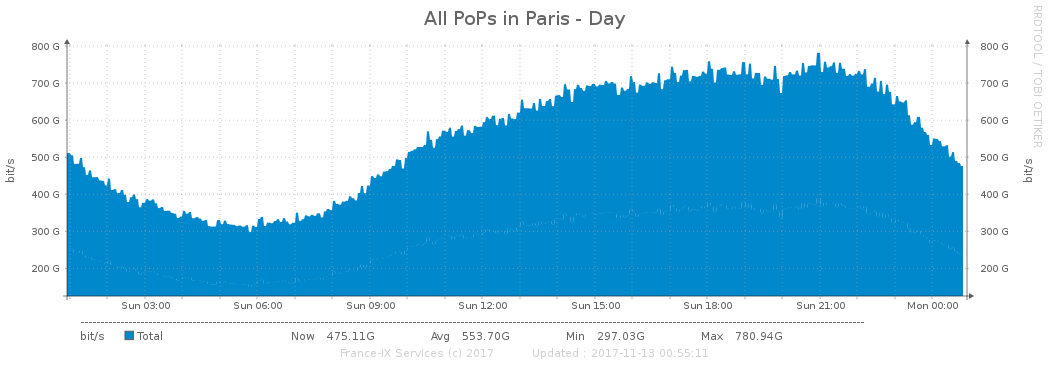 All PoPs in Paris - Day
RRDTOOL / TOBI OETIKER
bit/s
bit/s
800 G 800 G
700 G 700 G
600 G 600 G
500 G 500 G
400 G 400 G
300 G 300 G
200 G 200 G
Sun 03:00 Sun 06:00 Sun 09:00 Sun 12:00 Sun 15:00 Sun 18:00 Sun 21:00 Mon 00:00
bit/s Total Now 475.11G Avg 553.70G Min 297.03G Max 780.94G
France-IX Services (c) 2017 Updated : 2017-11-13 00:55:11